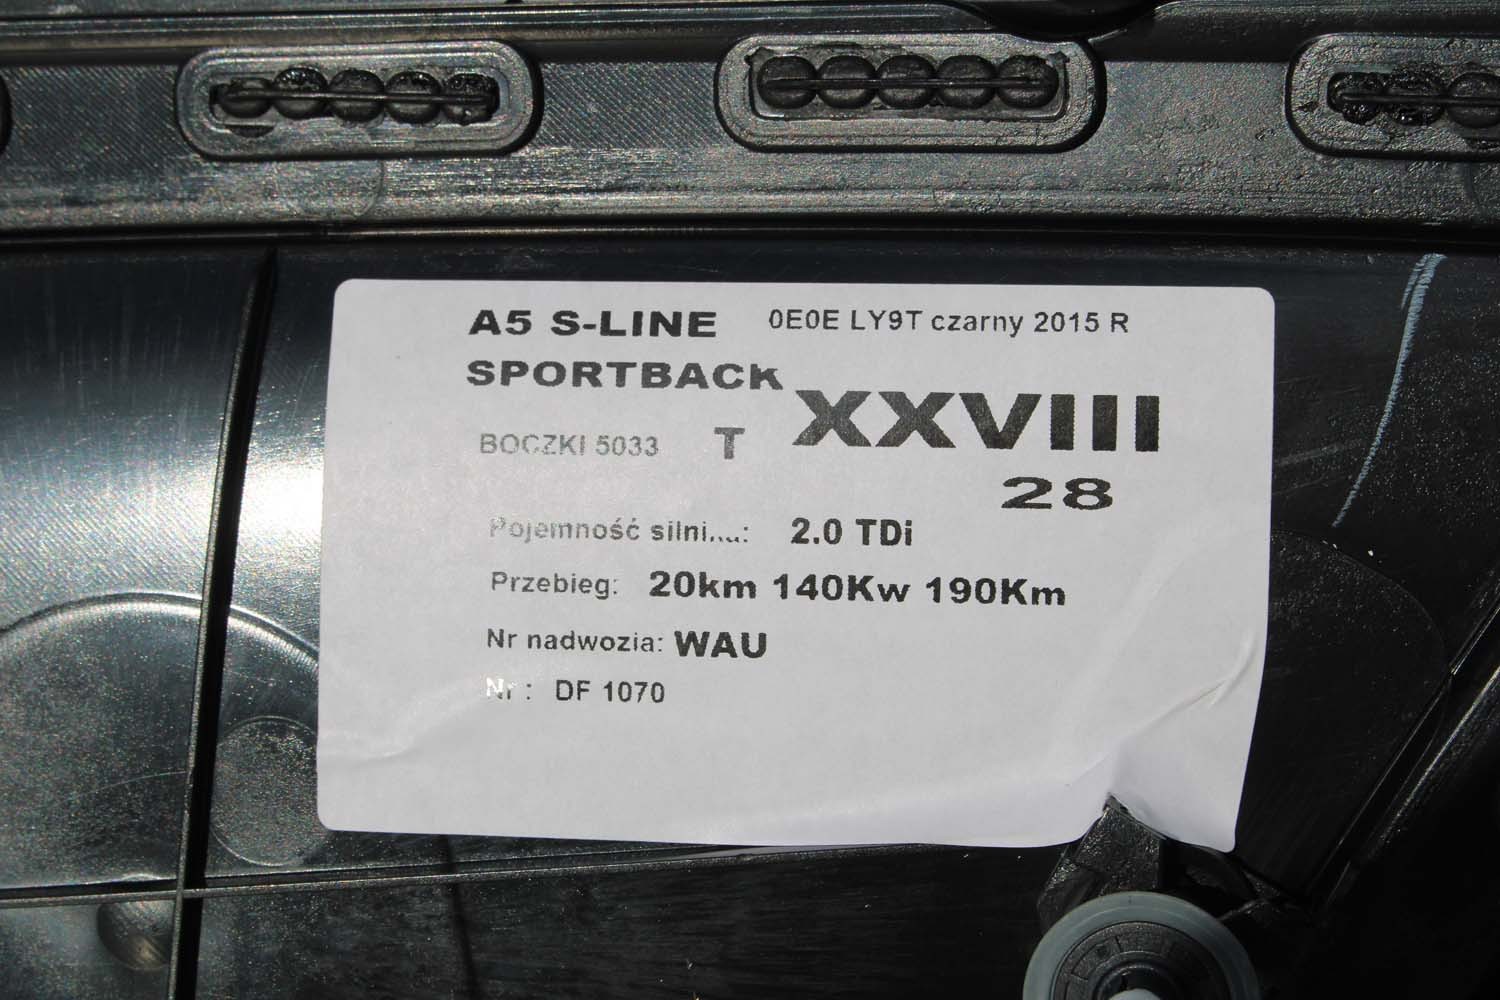 A5 S-LINE 0E0E LY9T czarny 2015 R
SPORTBACK
XXVIII
BOCZKI 5033 T
28
Pojemność 2.0 TDi
Przebieg: 20km 140Kw 190Km
Nr nadwozia: WAU
Nr : DF 1070